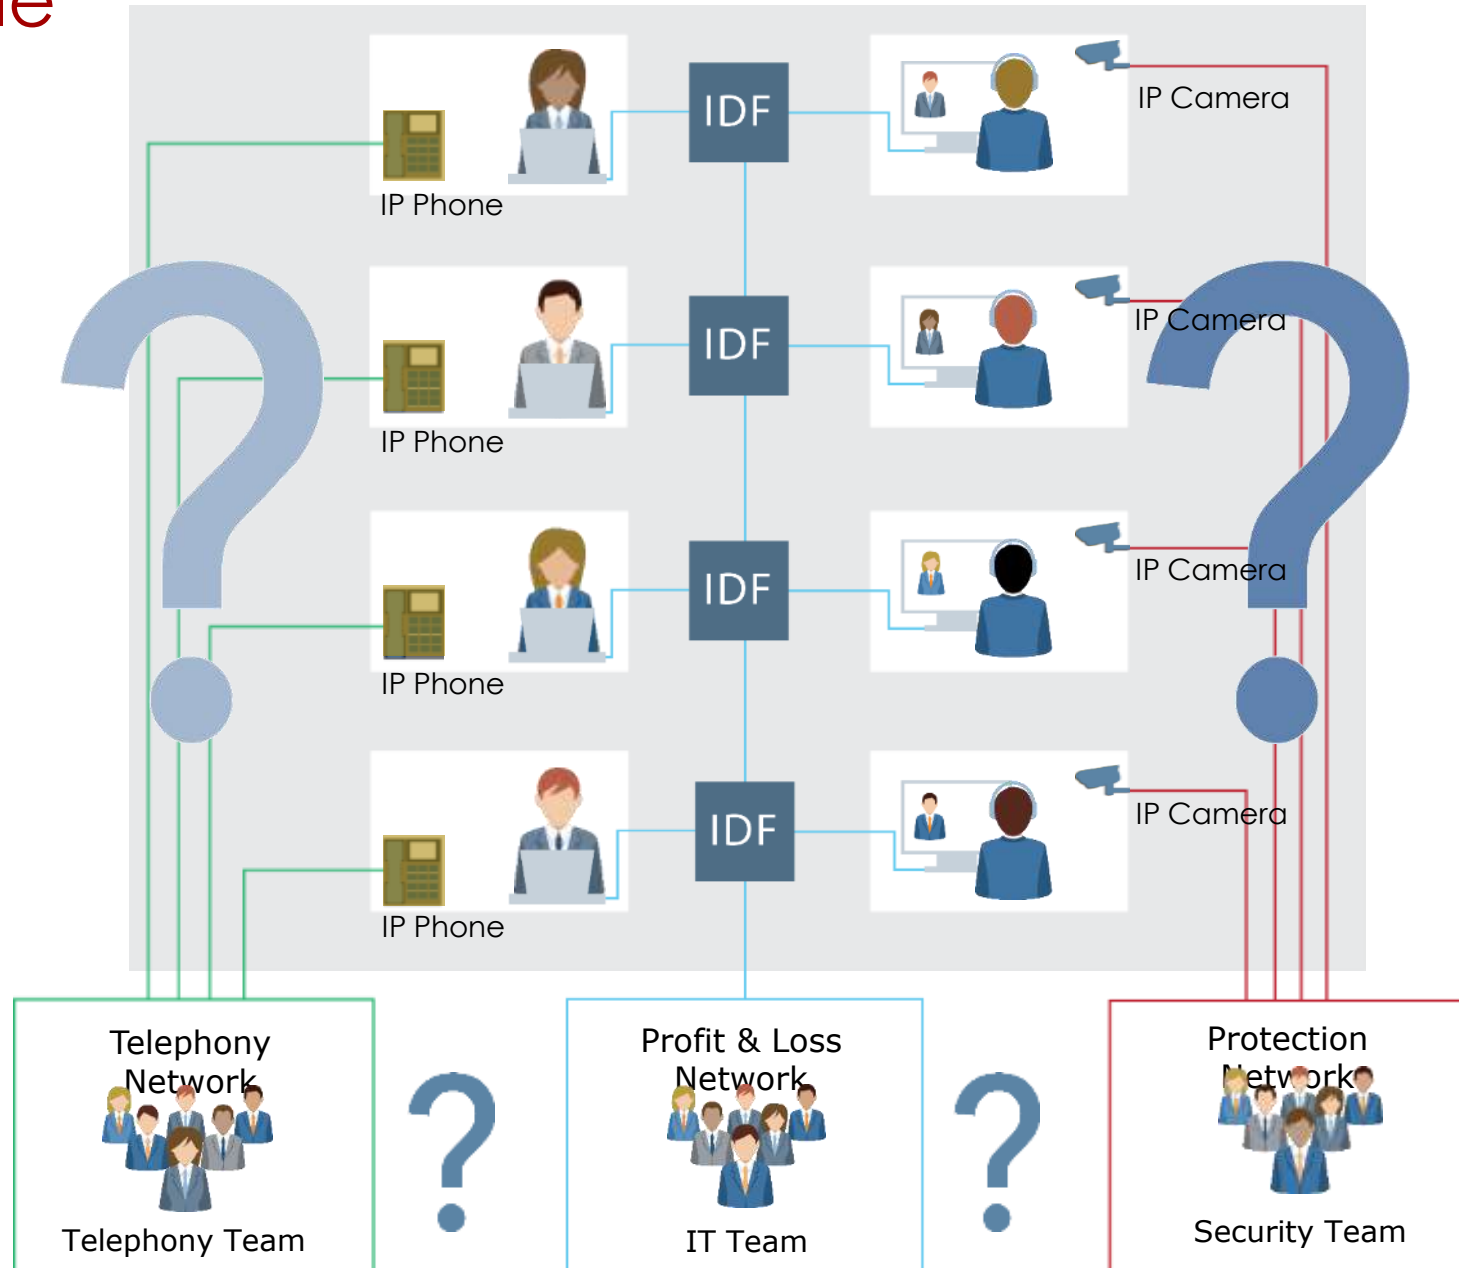 IDF
IP Camera
IP Phone
IDF
IP Camera
IP Phone
IDF
IP Camera
IP Phone
IDF
IP Camera
IP Phone
Telephony
Network
Telephony Team
Profit & Loss
Network
IT Team
Protection
Network
Security Team